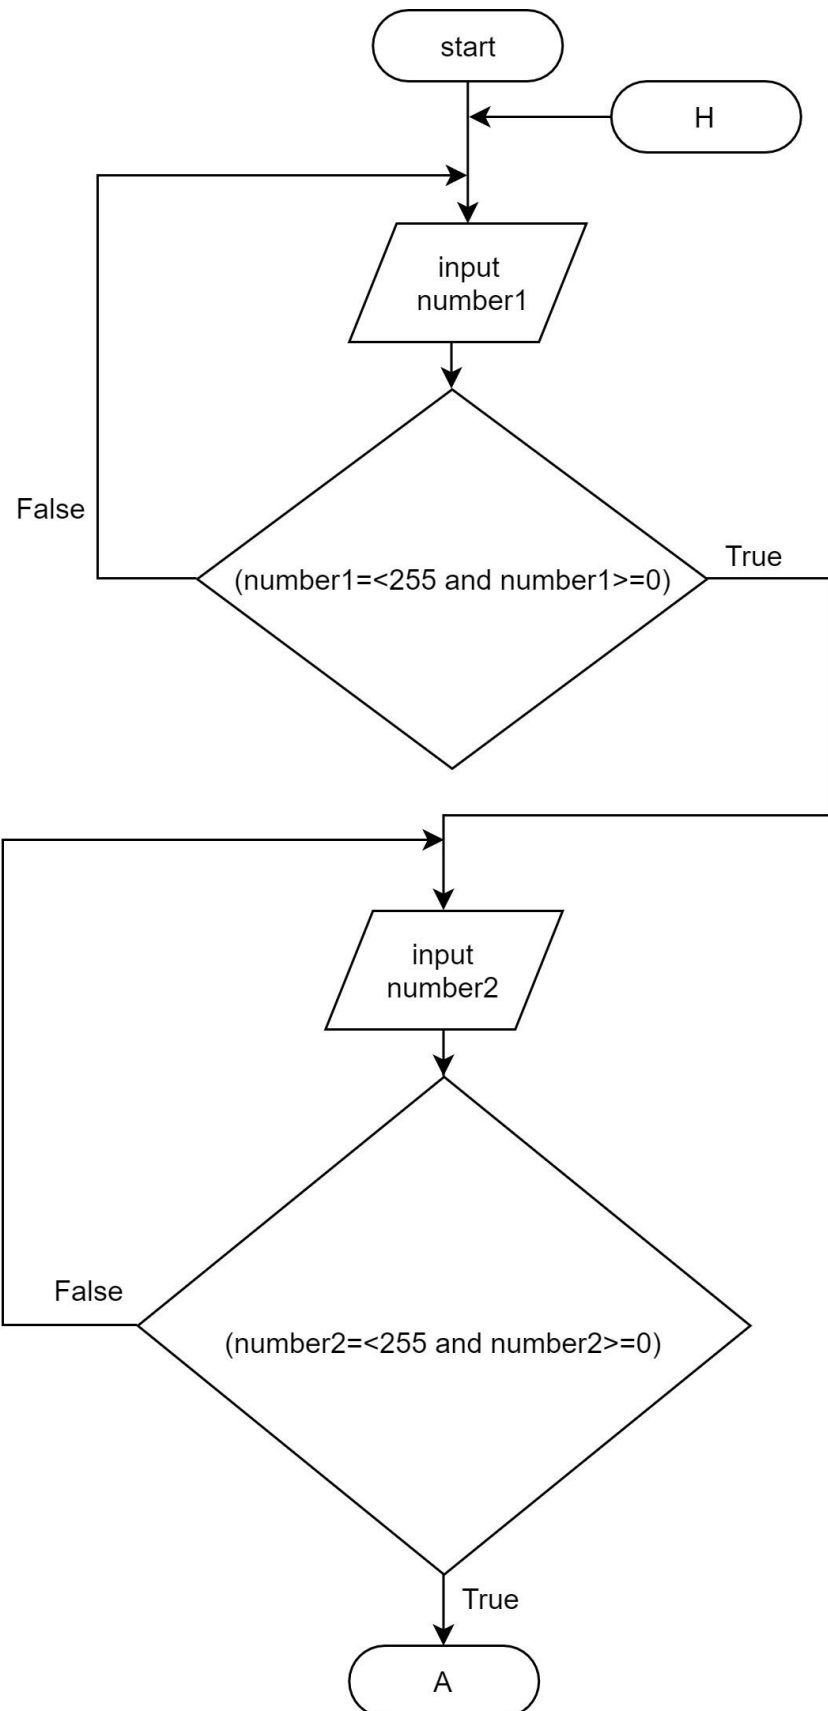 start
H
input
number1
False
True
(number1=<255 and number1>=0)
input
number2
False
(number2=<255 and number2>=0)
True
A